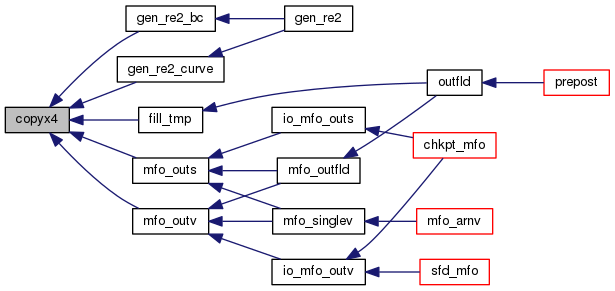 gen_re2_bc
gen_re2
gen_re2_curve
outfld
prepost
copyx4
fill_tmp
io_mfo_outs
chkpt_mfo
mfo_outs
mfo_outfld
mfo_outv
mfo_singlev
mfo_arnv
io_mfo_outv
sfd_mfo